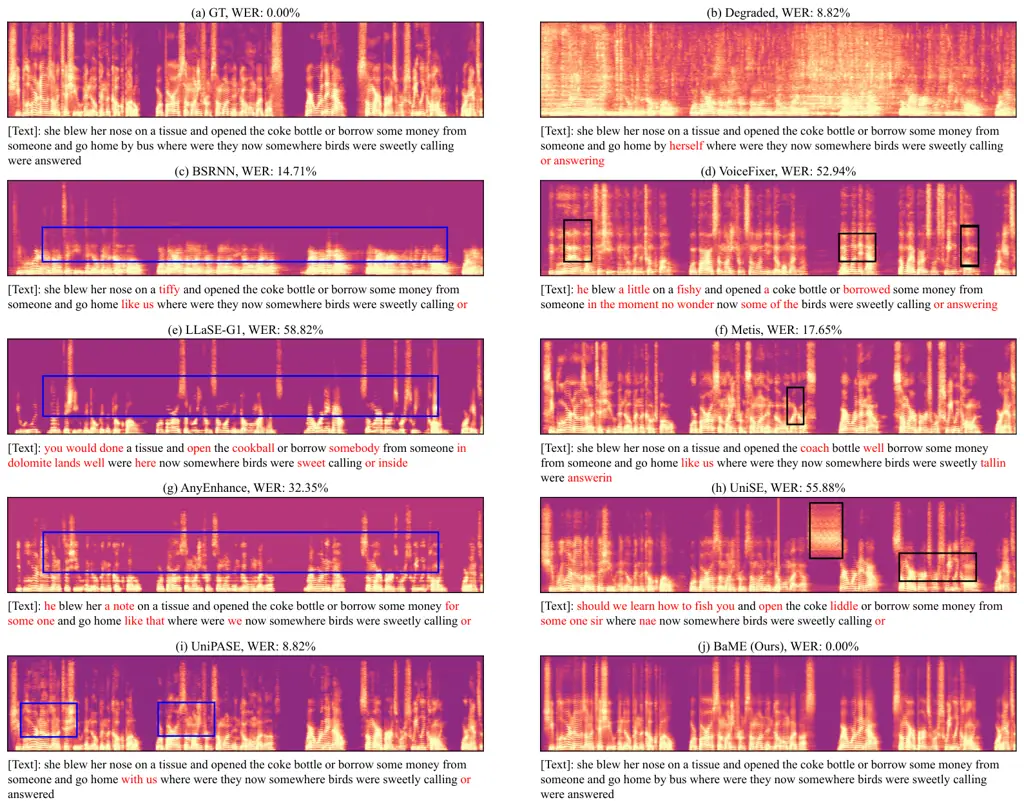 (a) GT, WER: 0.00%
[Text]: she blew her nose on a tissue and opened the coke bottle or borrow some money from
someone and go home by bus where were they now somewhere birds were sweetly calling
were answered
(b) Degraded, WER: 8.82%
[Text]: she blew her nose on a tissue and opened the coke bottle or borrow some money from
someone and go home by herself where were they now somewhere birds were sweetly calling
or answering
(c) BSRNN, WER: 14.71%
[Text]: she blew her nose on a tiffy and opened the coke bottle or borrow some money from
someone and go home like us where were they now somewhere birds were sweetly calling or
(d) VoiceFixer, WER: 52.94%
[Text]: he blew a little on a fishy and opened a coke bottle or borrowed some money from
someone in the moment no wonder now some of the birds were sweetly calling or answering
(e) LLaSE-G1, WER: 58.82%
[Text]: you would done a tissue and open the cookball or borrow somebody from someone in
dolomite lands well were here now somewhere birds were sweet calling or inside
(f) Metis, WER: 17.65%
[Text]: she blew her nose on a tissue and opened the coach bottle well borrow some money
from someone and go home like us where were they now somewhere birds were sweetly tallin
were answerin
(g) AnyEnhance, WER: 32.35%
[Text]: he blew her a note on a tissue and opened the coke bottle or borrow some money for
some one and go home like that where were we now somewhere birds were sweetly calling or
(h) UniSE, WER: 55.88%
[Text]: should we learn how to fish you and open the coke liddle or borrow some money from
some one sir where nae now somewhere birds were sweetly calling or
(i) UniPASE, WER: 8.82%
[Text]: she blew her nose on a tissue and opened the coke bottle or borrow some money from
someone and go home with us where were they now somewhere birds were sweetly calling or
answered
(j) BaME (Ours), WER: 0.00%
[Text]: she blew her nose on a tissue and opened the coke bottle or borrow some money from
someone and go home by bus where were they now somewhere birds were sweetly calling
were answered